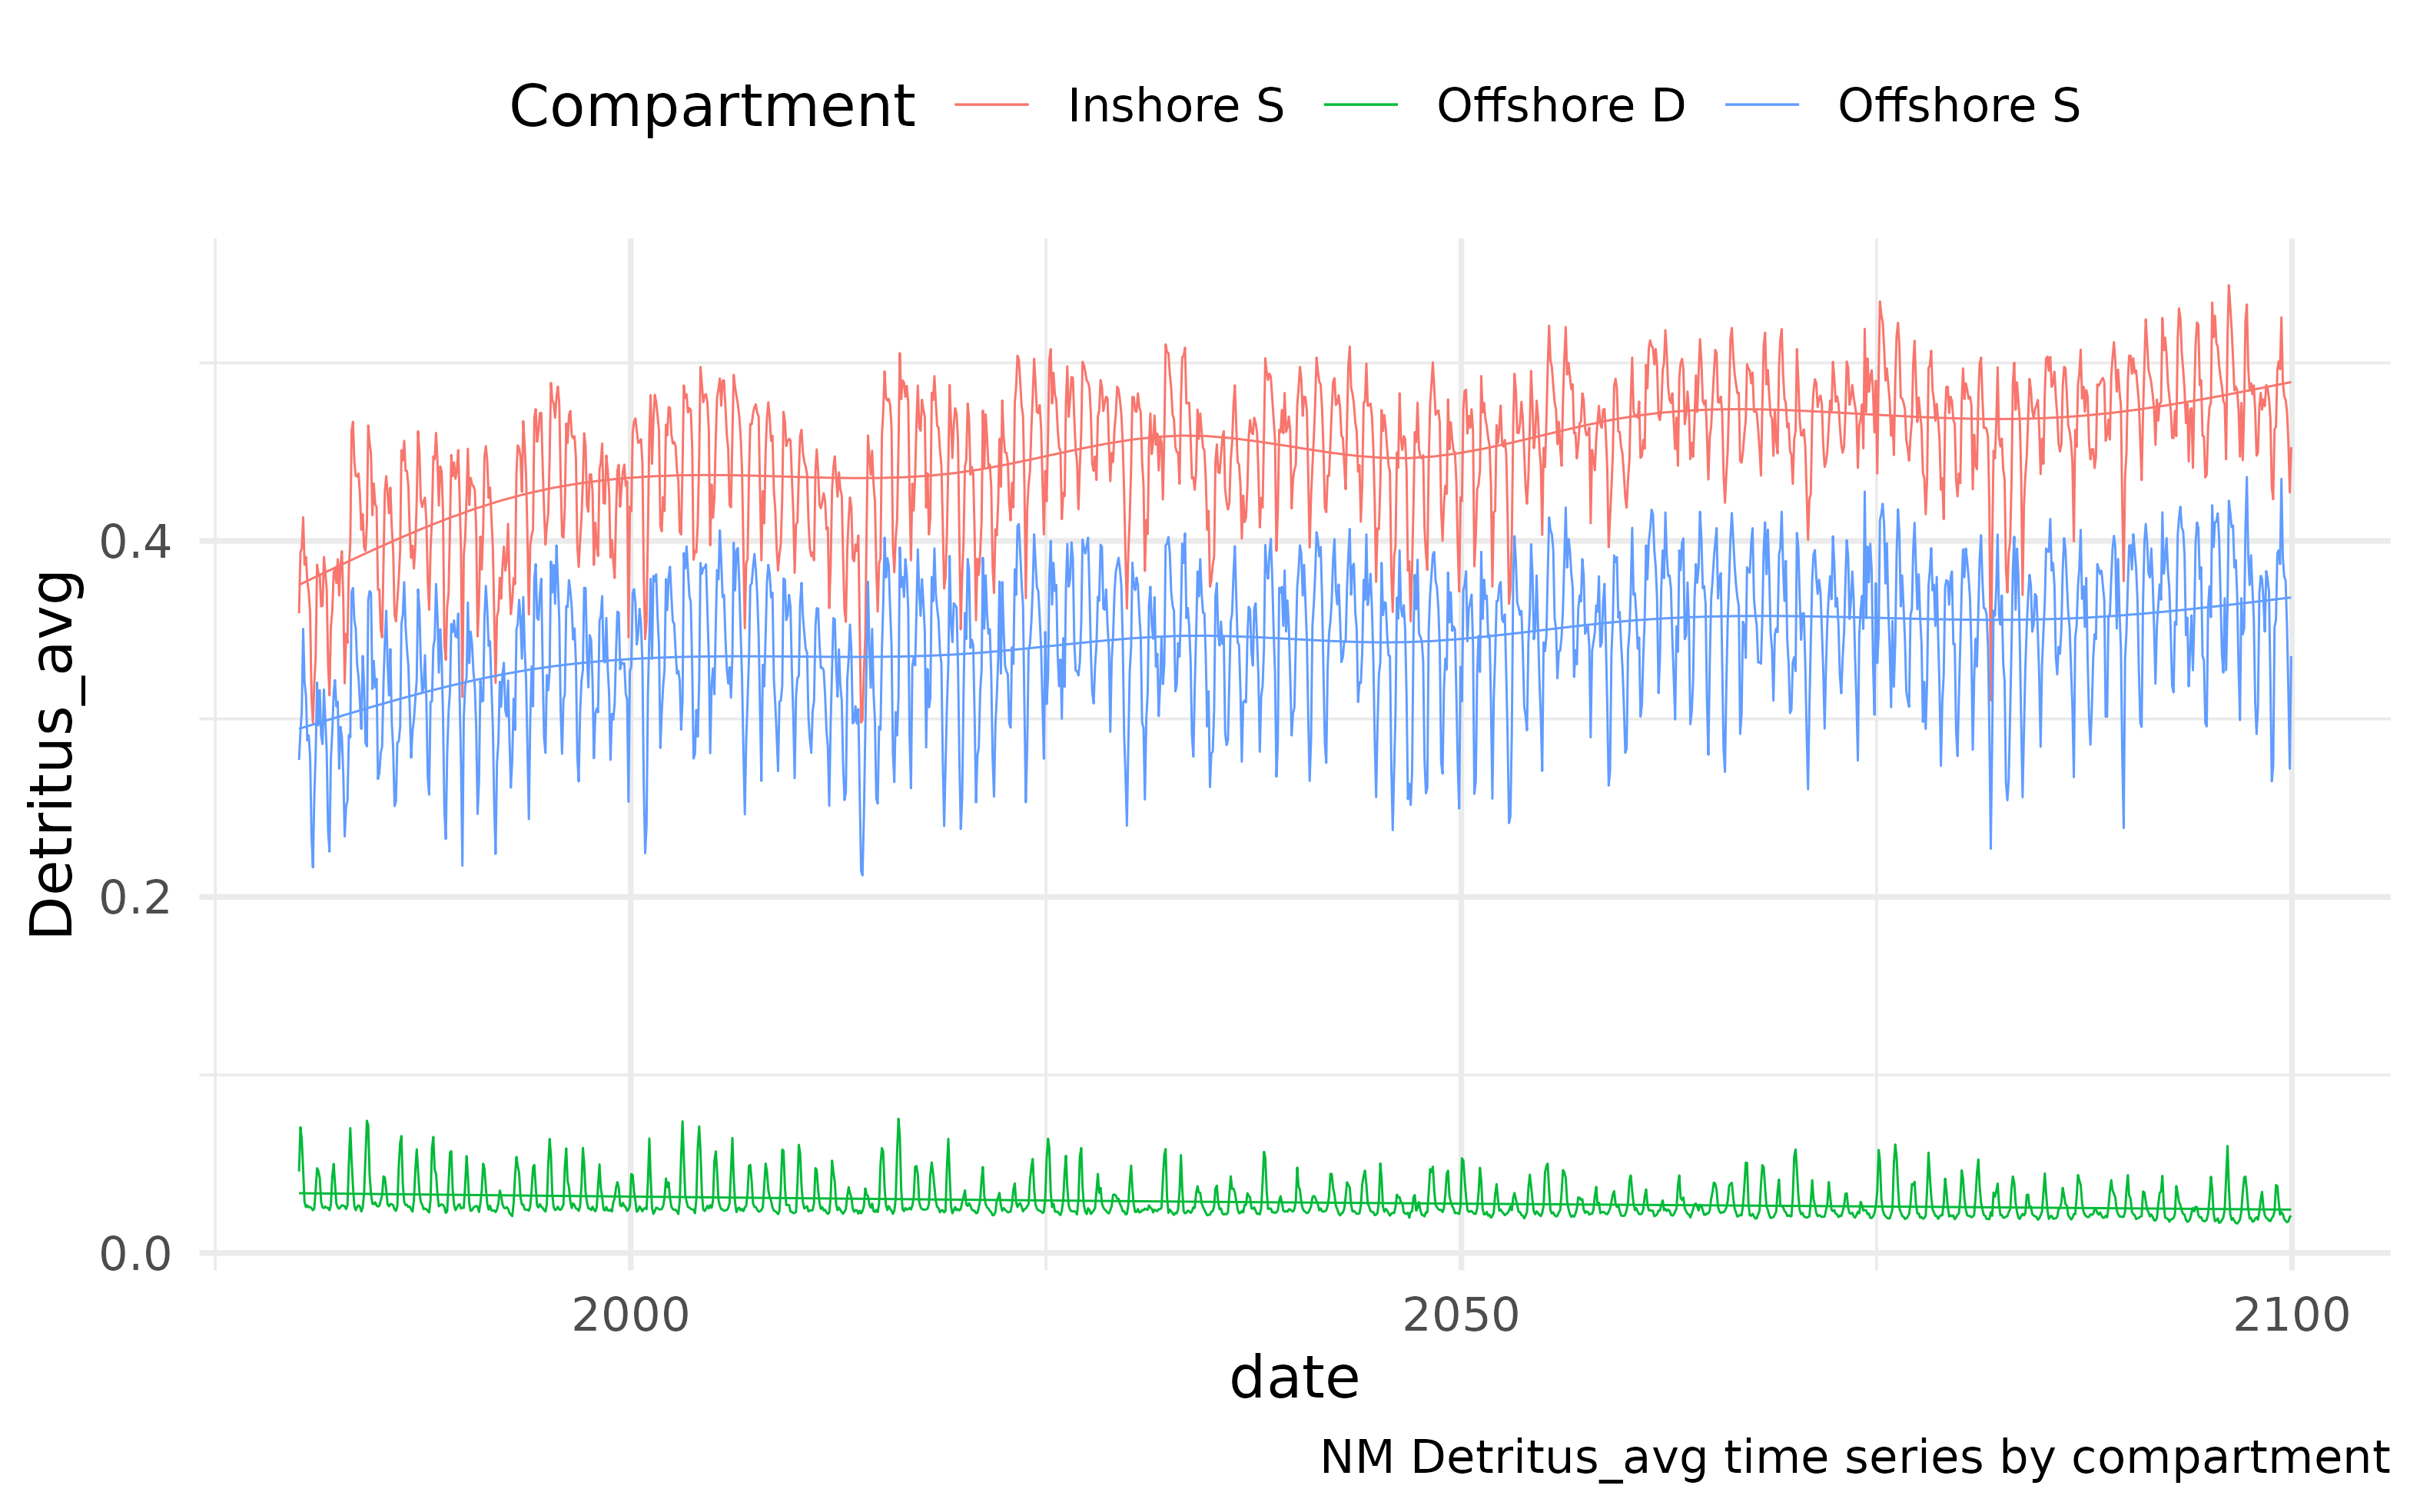 Compartment Inshore S Offshore D Offshore S
Detritus_avg
0.4
0.2
0.0
2000 2050 2100
date
NM Detritus_avg time series by compartment